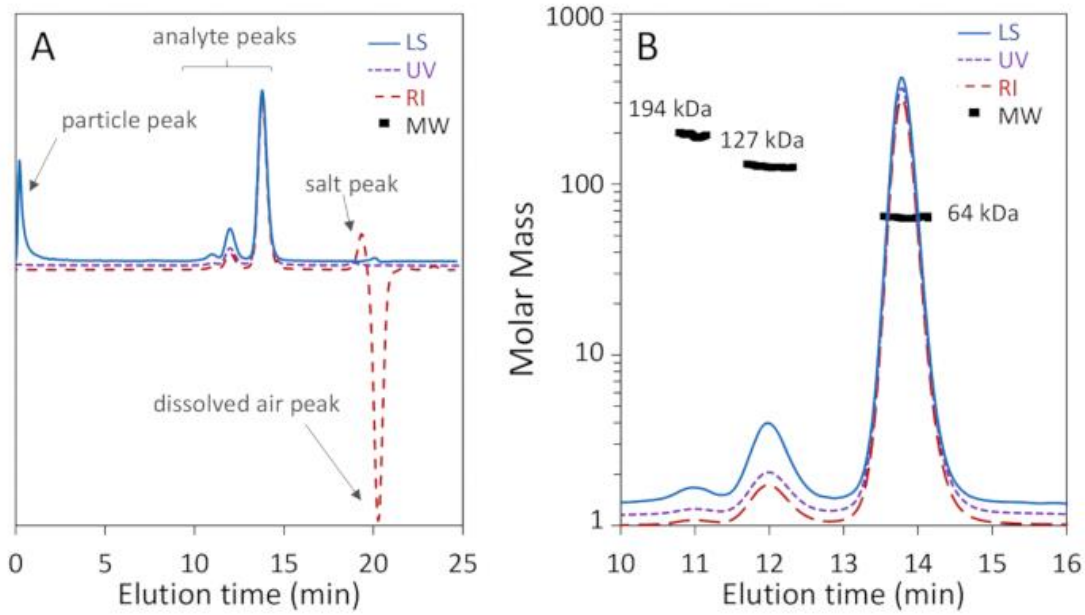 A
analyte peaks
LS
UV
RI
MW
particle peak
salt peak
dissolved air peak
0
5
10
15
20
25
Elution time (min)
B
1000
100
10
1
Molar Mass
LS
UV
RI
MW
194 kDa
127 kDa
64 kDa
10
11
12
13
14
15
16
Elution time (min)